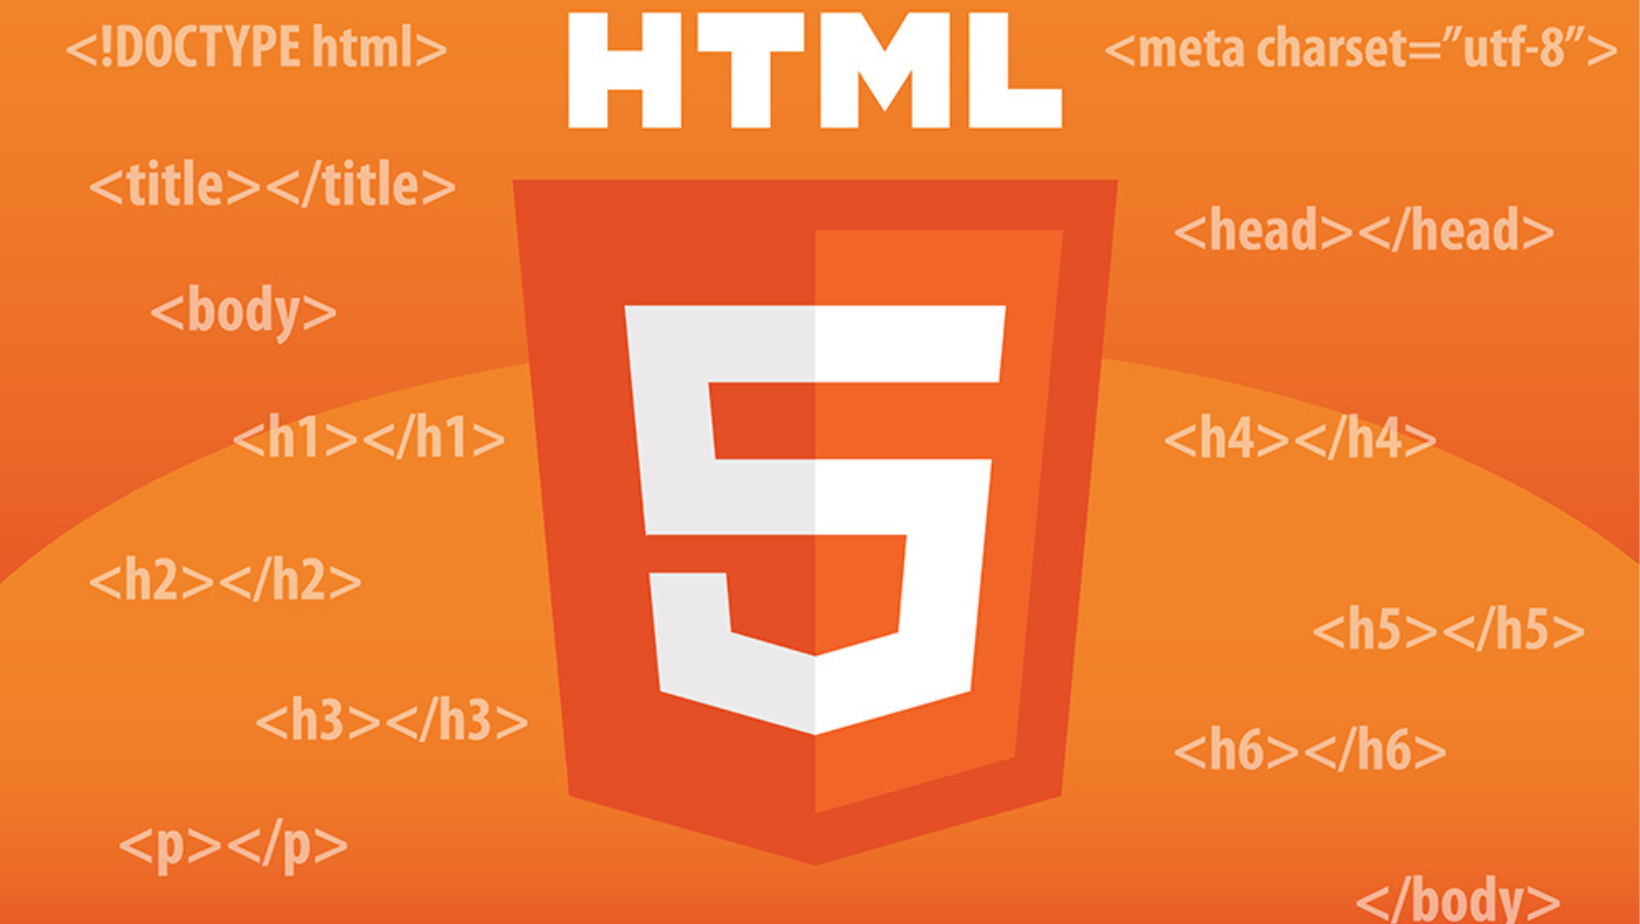 <!DOCTYPE html>
HTML
<meta charset=”utf-8”>
<title></title>
<head></head>
<body>
5
<h1></h1>
<h4></h4>
<h2></h2>
<h5></h5>
<h3></h3>
<h6></h6>
<p></p>
</body>